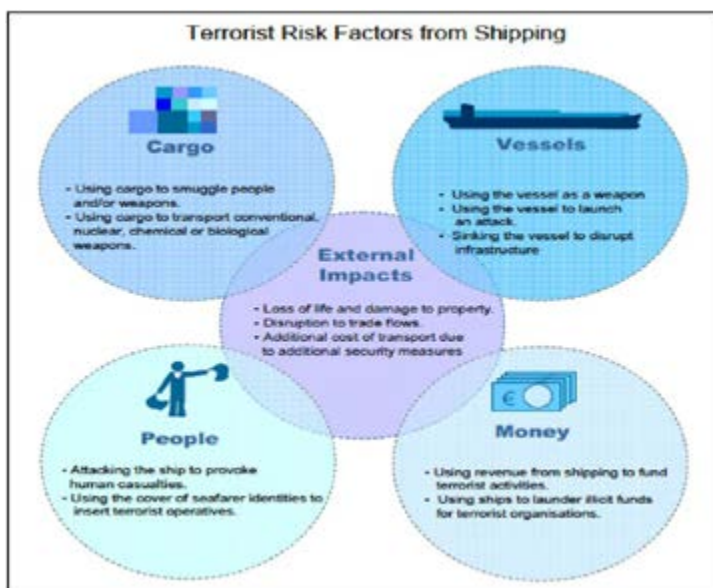 Terrorist Risk Factors from Shipping
Cargo
- Using cargo to smuggle people
and/or weapons.
- Using cargo to transport conventional,
nuclear, chemical or biological
weapons.
Vessels
- Using the vessel as a weapon
- Using the vessel to launch
an attack.
- Sinking the vessel to disrupt
infrastructure
External
Impacts
- Loss of life and damage to property.
- Disruption to trade flows.
- Additional cost of transport due
to additional security measures
People
- Attacking the ship to provoke
human casualties.
- Using the cover of seafarer identities to
insert terrorist operatives.
€
Money
- Using revenue from shipping to fund
terrorist activities.
- Using ships to launder illicit funds
for terrorist organisations.